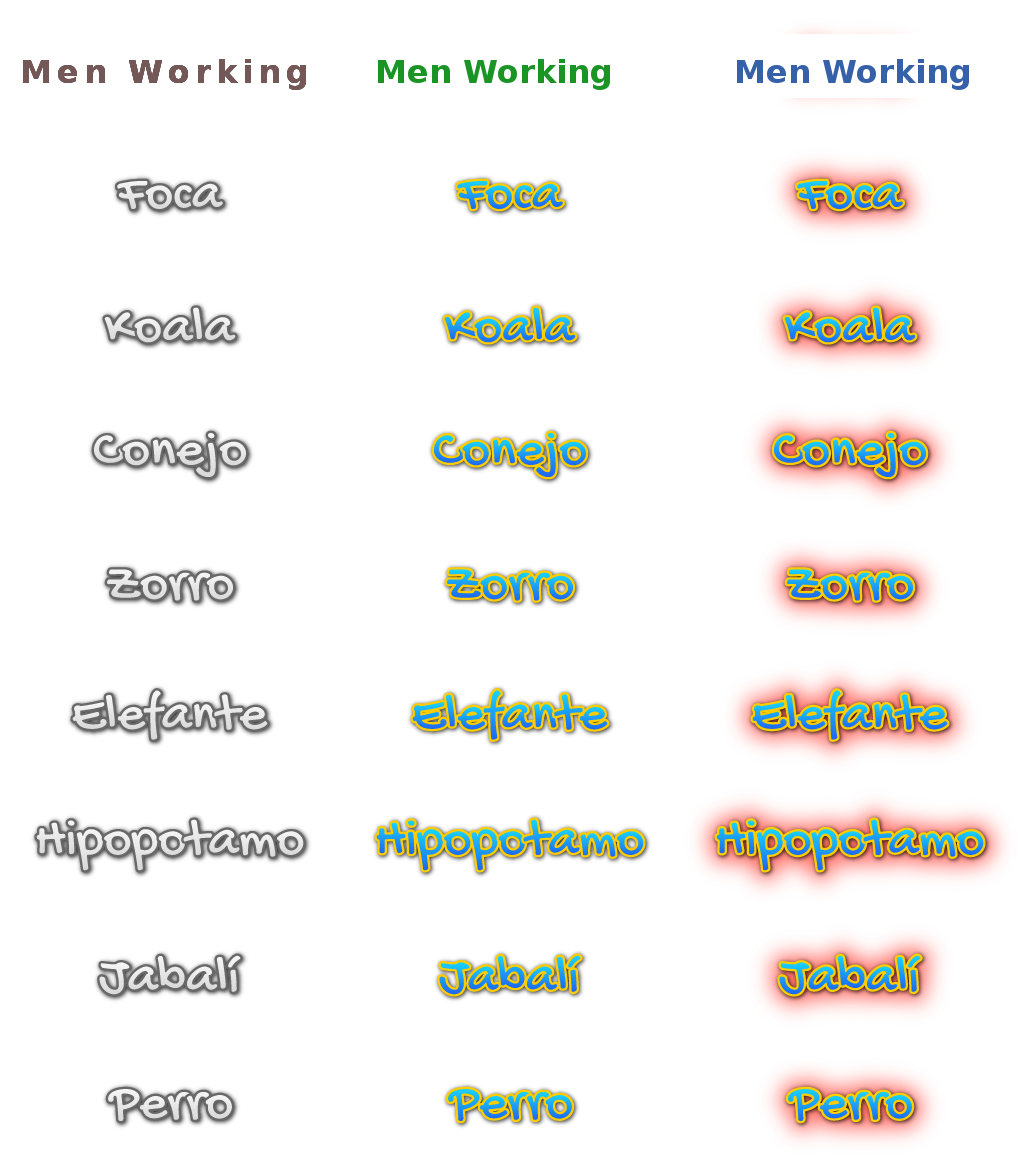 Men Working Men Working Men Working
Foca Foca Foca
Koala Koala Koala
Conejo Conejo Conejo
Zorro Zorro Zorro
Elefante Elefante Elefante
Hipopotamo Hipopotamo Hipopotamo
Jabalí Jabalí Jabalí
Perro Perro Perro